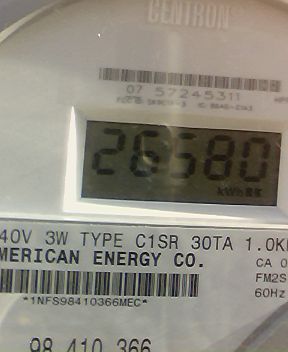 CENTRON®
07 57245311
26580
kWh
40V 3W TYPE C1SR 30TA 1.0K
MERICAN ENERGY CO.
CA 0
FM2S
*1NFS98410366MEC*
60Hz
98 410 366